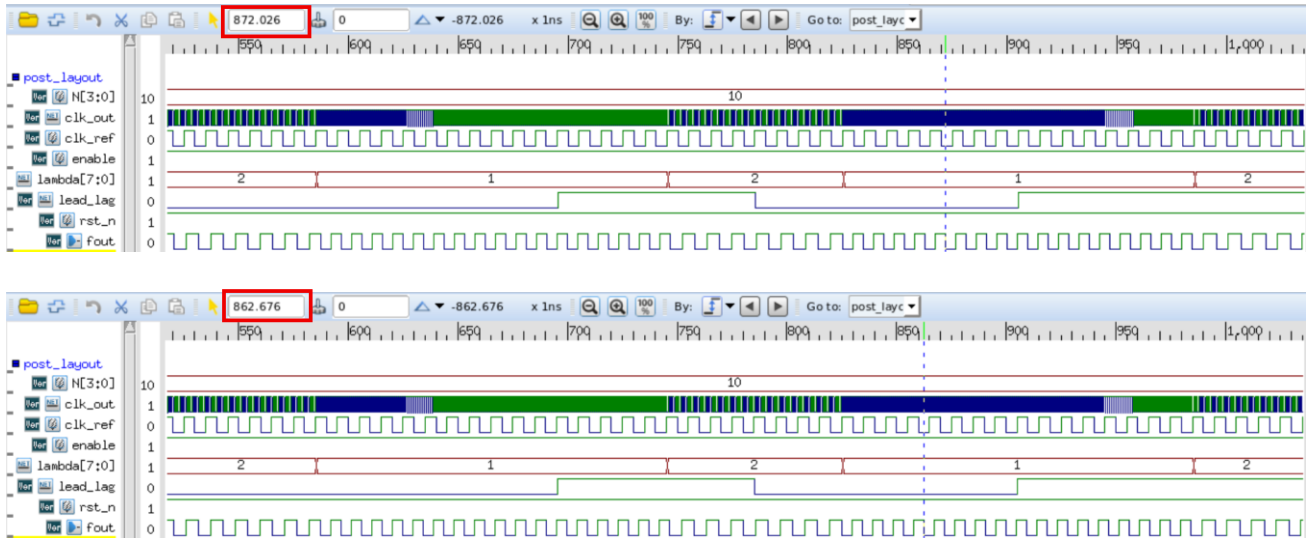 872.026 0 -872.026 x 1ns 100 % By: Go to: post_layc
550 600 650 700 750 800 850 900 950 1,000
post_layout
N[3:0] 10 10
clk_out 1
clk_ref 0
enable 1
lambda[7:0] 1 2 1 2 1 2
lead_lag 0
rst_n 1
fout 0
862.676 0 -862.676 x 1ns 100 % By: Go to: post_layc
550 600 650 700 750 800 850 900 950 1,000
post_layout
N[3:0] 10 10
clk_out 1
clk_ref 0
enable 1
lambda[7:0] 1 2 1 2 1 2
lead_lag 0
rst_n 1
fout 0